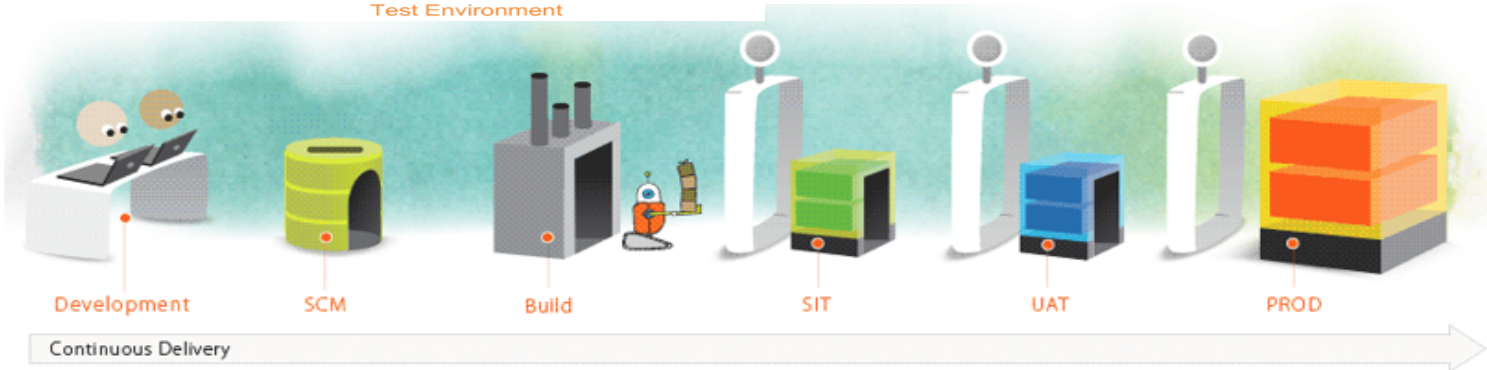 Test Environment
Development
SCM
Build
SIT
UAT
PROD
Continuous Delivery